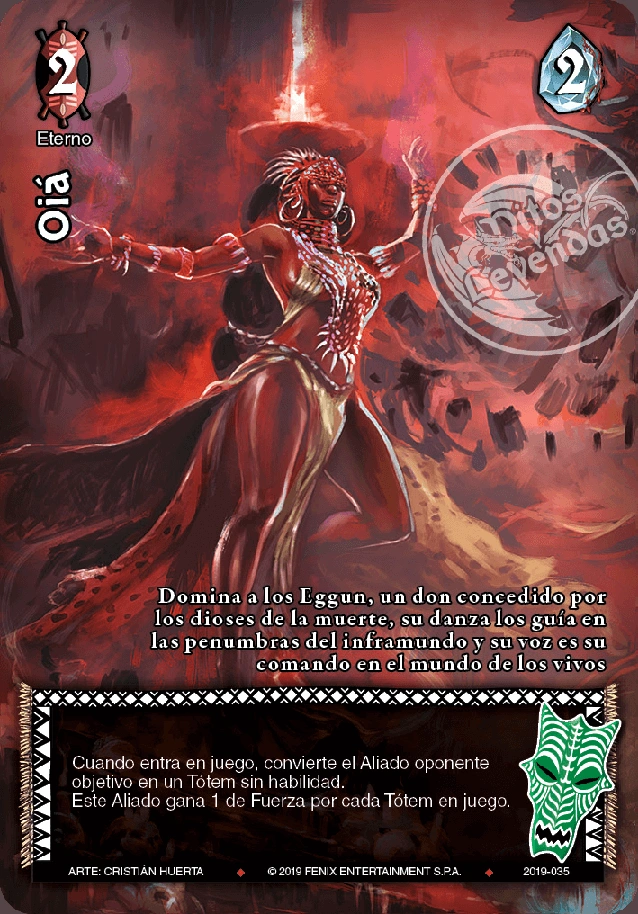 2
2
Eterno
Oiá
Mitos
y
Leyendas®
Domina a los Eggun, un don concedido por
los dioses de la muerte, su danza los guía en
las penumbras del inframundo y su voz es su
comando en el mundo de los vivos
Cuando entra en juego, convierte el Aliado oponente
objetivo en un Tótem sin habilidad.
Este Aliado gana 1 de Fuerza por cada Tótem en juego.
ARTE: CRISTIÁN HUERTA ♦ © 2019 FENIX ENTERTAINMENT S.P.A. ♦ 2019-035